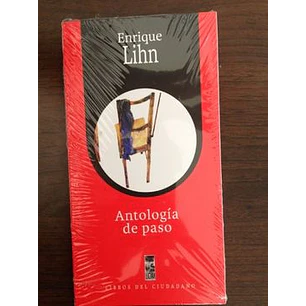 Enrique
Lihn
Antología
de paso
LIBROS DEL CIUDADANO